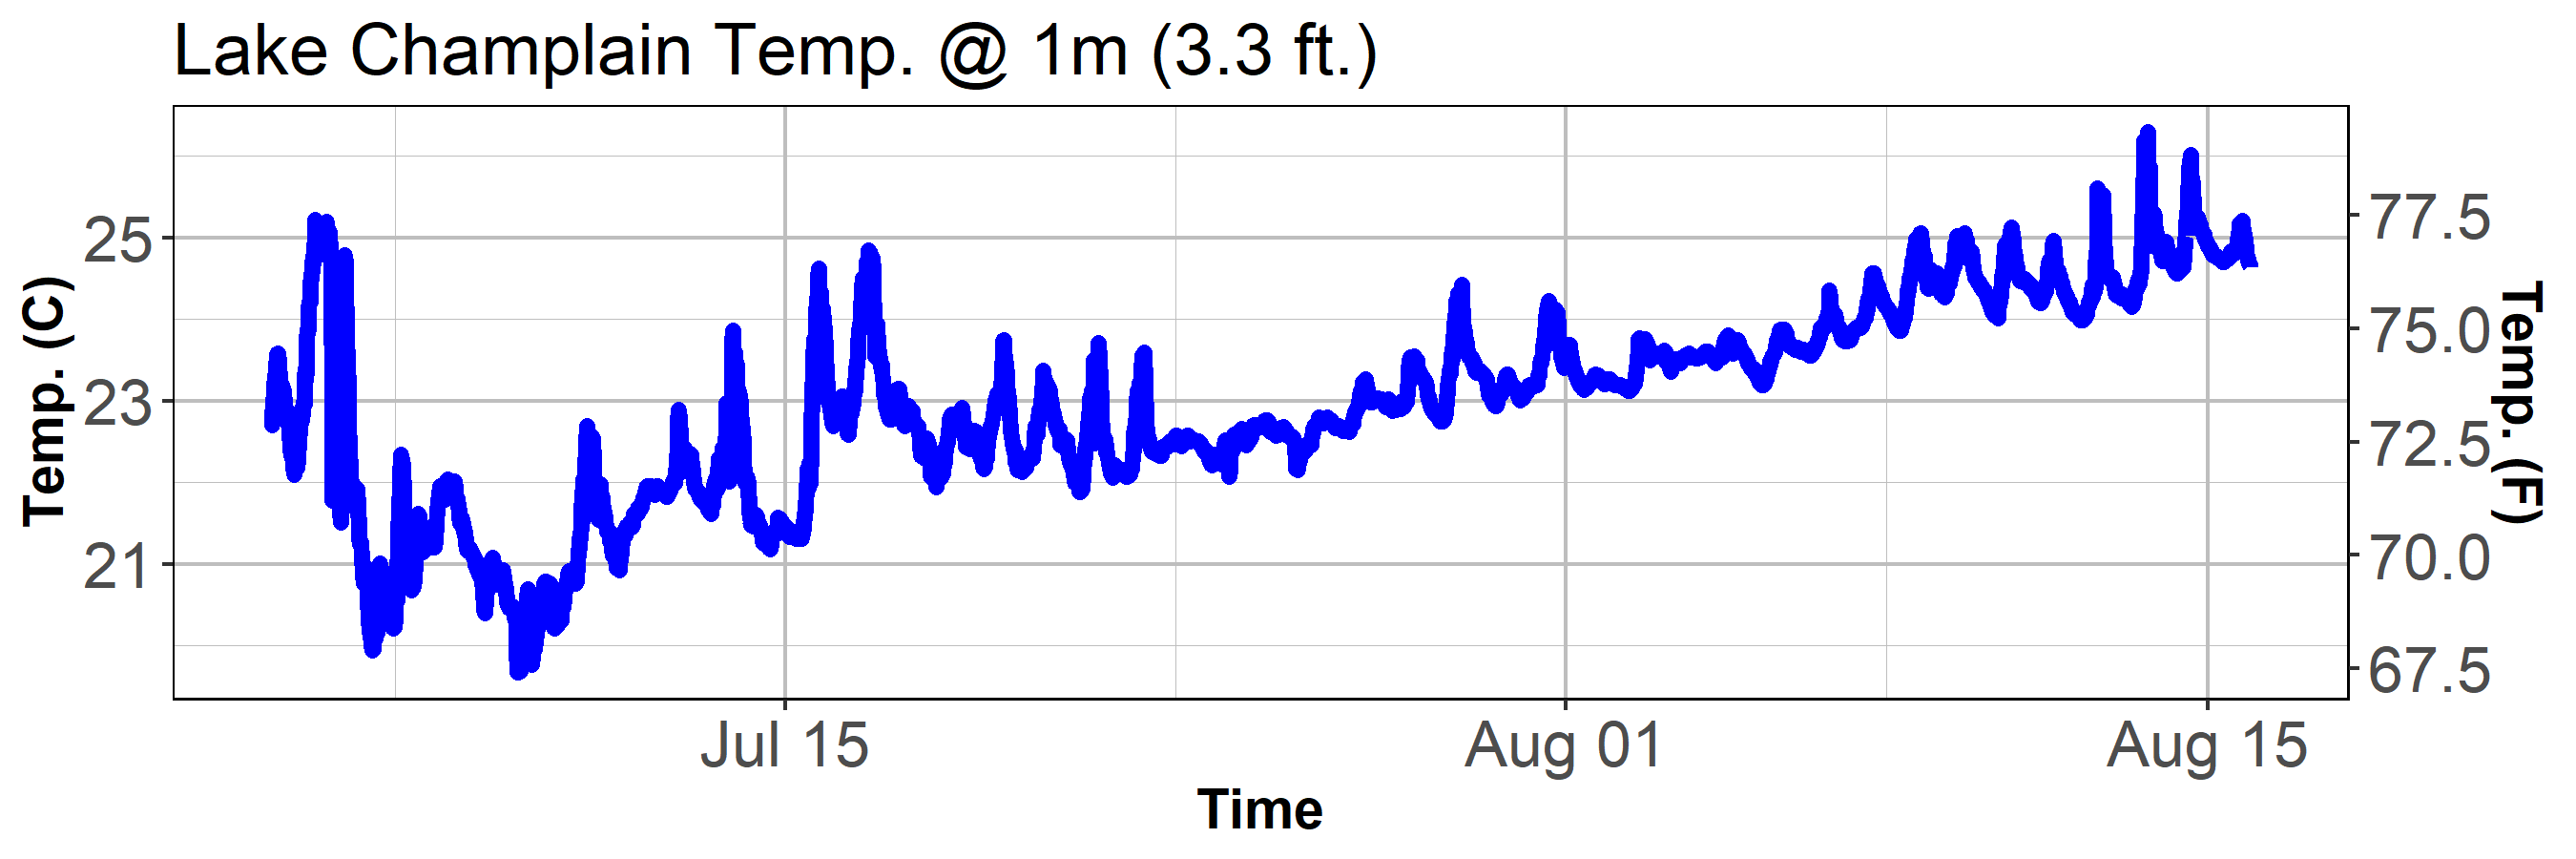 Lake Champlain Temp. @ 1m (3.3 ft.)
Temp. (C)
25
23
21
77.5
75.0
72.5
70.0
67.5
Temp. (F)
Jul 15
Aug 01
Aug 15
Time